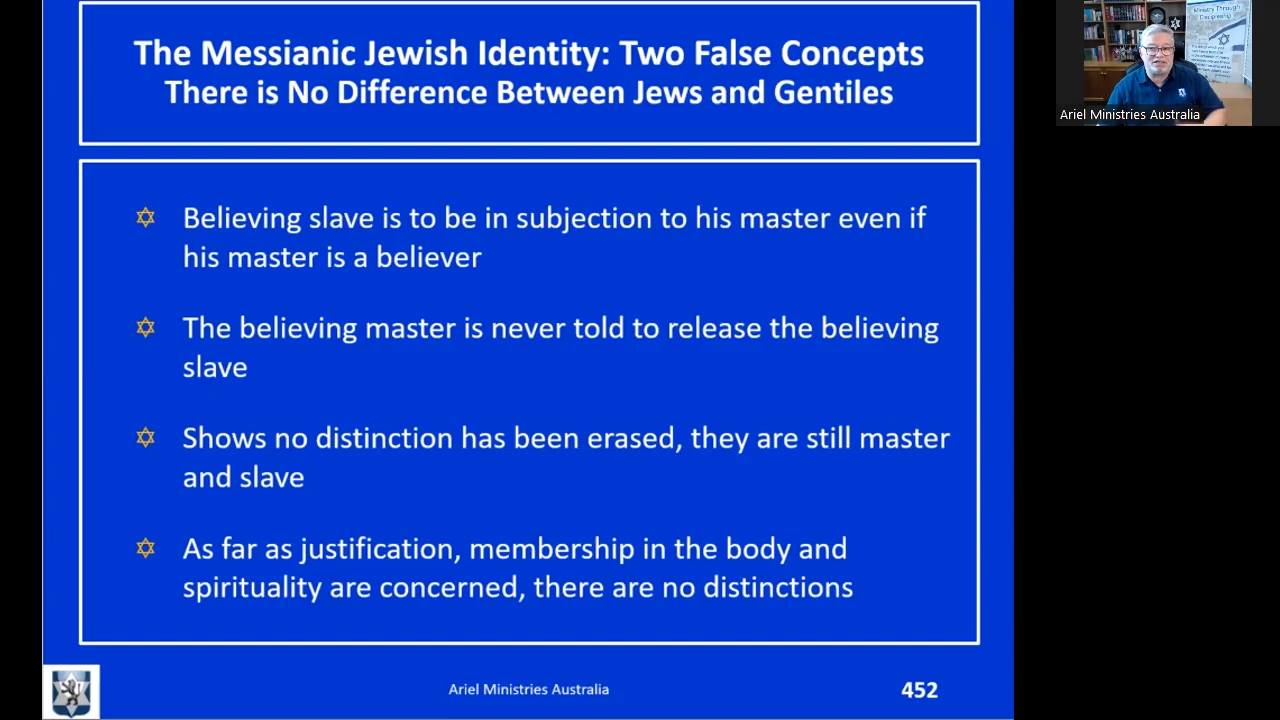 The Messianic Jewish Identity: Two False Concepts
There is No Difference Between Jews and Gentiles
Believing slave is to be in subjection to his master even if
his master is a believer
The believing master is never told to release the believing
slave
Shows no distinction has been erased, they are still master
and slave
As far as justification, membership in the body and
spirituality are concerned, there are no distinctions
Ariel Ministries Australia
452
Ministry Through
Discipleship
Ariel Ministries Australia